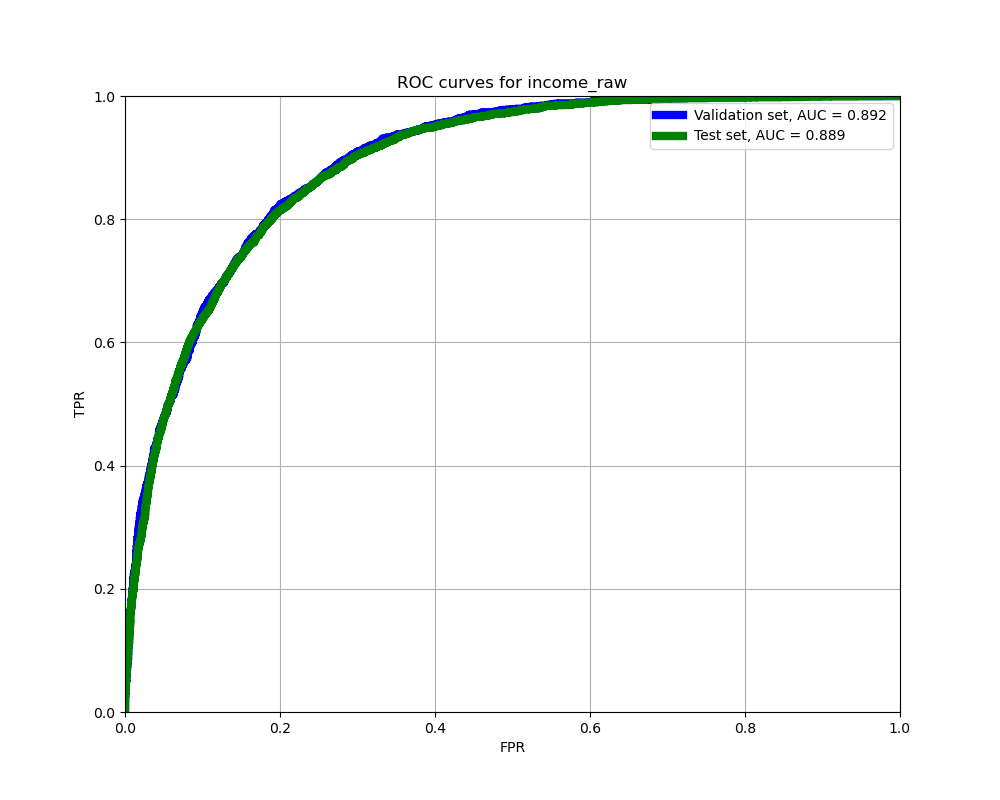 ROC curves for income_raw
Validation set, AUC = 0.892
Test set, AUC = 0.889
TPR
1.0
0.8
0.6
0.4
0.2
0.0
0.0 0.2 0.4 0.6 0.8 1.0
FPR